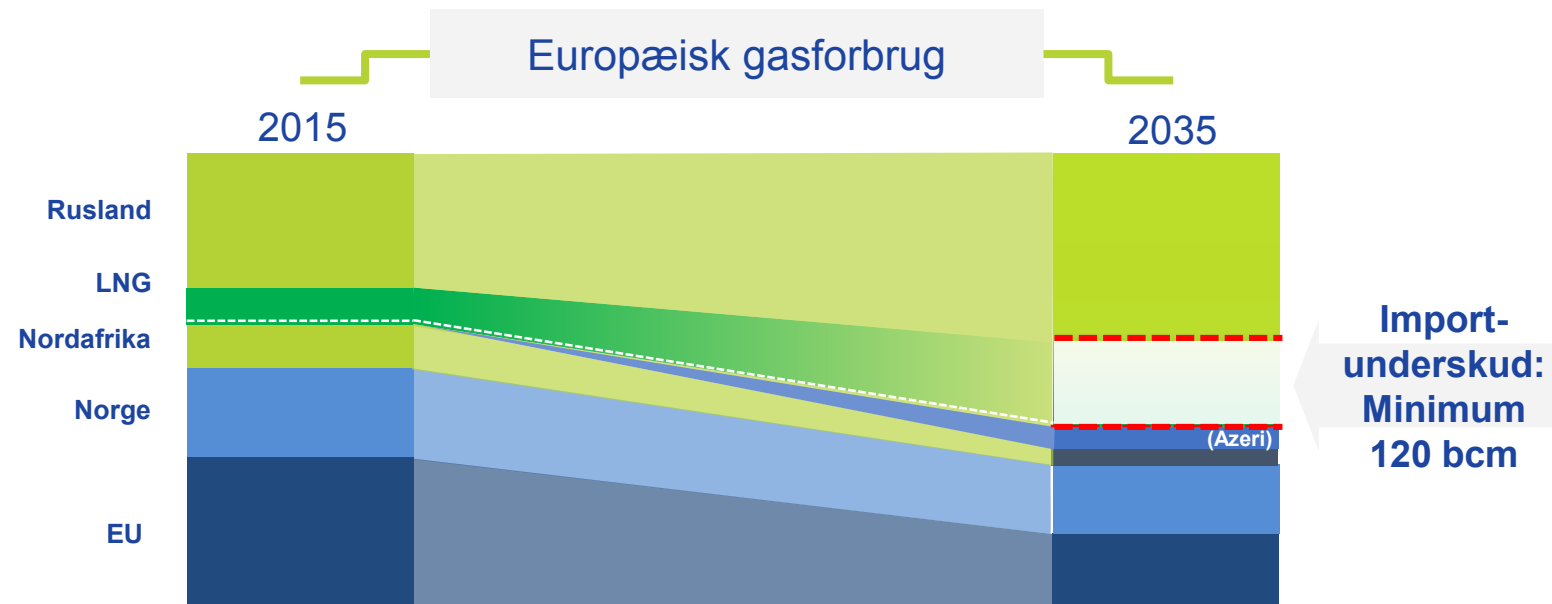 Europæisk gasforbrug
2015
2035
Rusland
LNG
Nordafrika
Norge
EU
(Azeri)
Import-
underskud:
Minimum
120 bcm